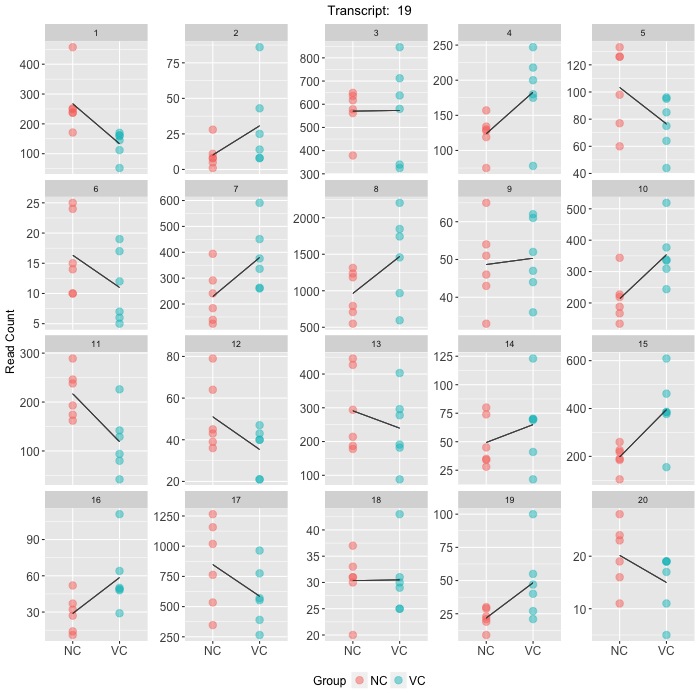 Transcript: 19
1 2 3 4 5
400 300 200 100
75 50 25 0
800 700 600 500 400 300
250 200 150 100
120 100 80 60 40
6 7 8 9 10
25 20 15 10 5
600 500 400 300 200
2000 1500 1000 500
60 50 40
500 400 300 200
Read Count
11 12 13 14 15
300 200 100
80 60 40 20
400 300 200 100
125 100 75 50 25
600 400 200
16 17 18 19 20
90 60 30
1250 1000 750 500 250
40 35 30 25 20
100 75 50 25
20 10
NC VC NC VC NC VC NC VC NC VC
Group NC VC